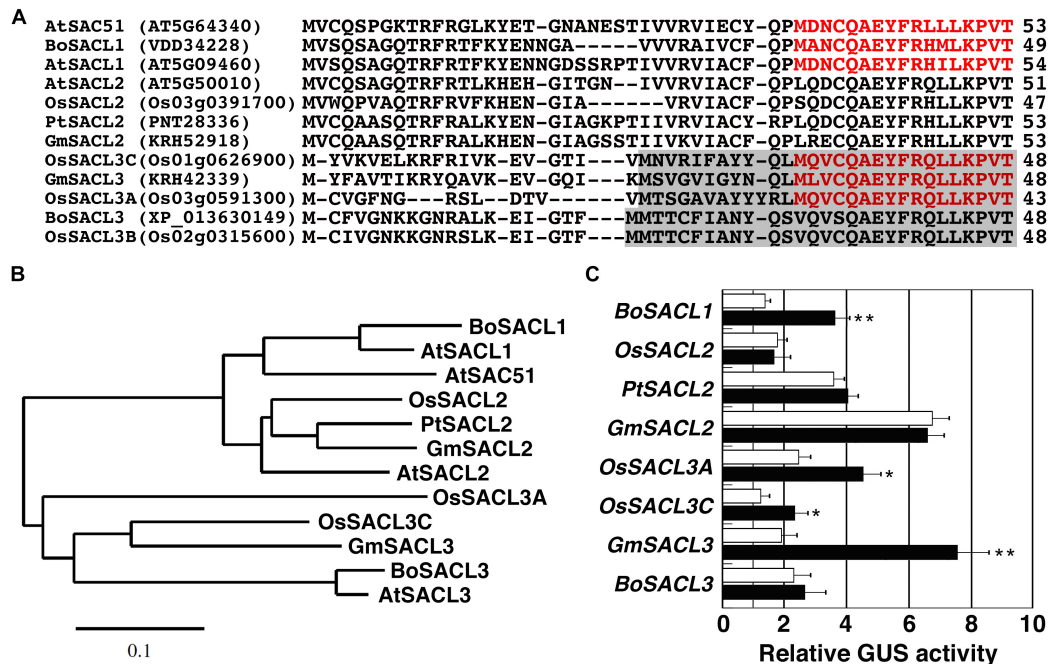 A
AtSAC51 (AT5G64340) MVCQSPGKTRFRGLKYET-GNANESTIVVRVIECY-QPMDNCQAEYFRLLLKPVT 53
BoSACL1 (VDD34228) MVSQSAGQTRFRTFKYENNGA-----VVVRAIVCF-QPMANCQAEYFRHMLKPVT 49
AtSACL1 (AT5G09460) MVSQSAGQTRFRTFKYENNGDSSRPTIVVRVIACF-QPMDNCQAEYFRHILKPVT 54
AtSACL2 (AT5G50010) MVCQAASQTRFRTLKHEH-GITGN-IVVRVIACF-QPLQDCQAEYFRQLLKPVT 51
OsSACL2 (Os03g0391700) MVWQPVAQTRFRVFKHEN-GIA------VRVIACF-QPSQDCQAEYFRHLLKPVT 47
PtSACL2 (PNT28336) MVCQAASQTRFRALKYEN-GIAGKPTIIVRVIACF-QPLQDCQAEYFRHLLKPVT 53
GmSACL2 (KRH52918) MVCQAASQTRFRALKHEN-GIAGSSTIIVKVIACY-QPLRECQAEYFRHLLKPVT 53
OsSACL3C(Os01g0626900) M-YVKVELKRFRIVK-EV-GTI---VMNVRIFAYY-QLMQVCQAEYFRQLLKPVT 48
GmSACL3 (KRH42339) M-YFAVTIKRYQAVK-EV-GQI---KMSVGVIGYN-QLMLVCQAEYFRQLLKPVT 48
OsSACL3A(Os03g0591300) M-CVGFNG---RSL--DTV-----VMTSGAVAYYYRLMQVCQAEYFRQLLKPVT 43
BoSACL3 (XP_013630149) M-CFVGNKKGNRSLK-EI-GTF---MMTTCFIANY-QSVQVSQAEYFRQLLKPVT 48
OsSACL3B(Os02g0315600) M-CIVGNKKGNRSLK-EI-GTF---MMTTCFIANY-QSVQVCQAEYFRQLLKPVT 48
B
BoSACL1
AtSACL1
AtSAC51
OsSACL2
PtSACL2
GmSACL2
AtSACL2
OsSACL3A
OsSACL3C
GmSACL3
BoSACL3
AtSACL3
0.1
C
BoSACL1
**
OsSACL2
PtSACL2
GmSACL2
OsSACL3A
*
OsSACL3C
*
GmSACL3
**
BoSACL3
0 2 4 6 8 10
Relative GUS activity